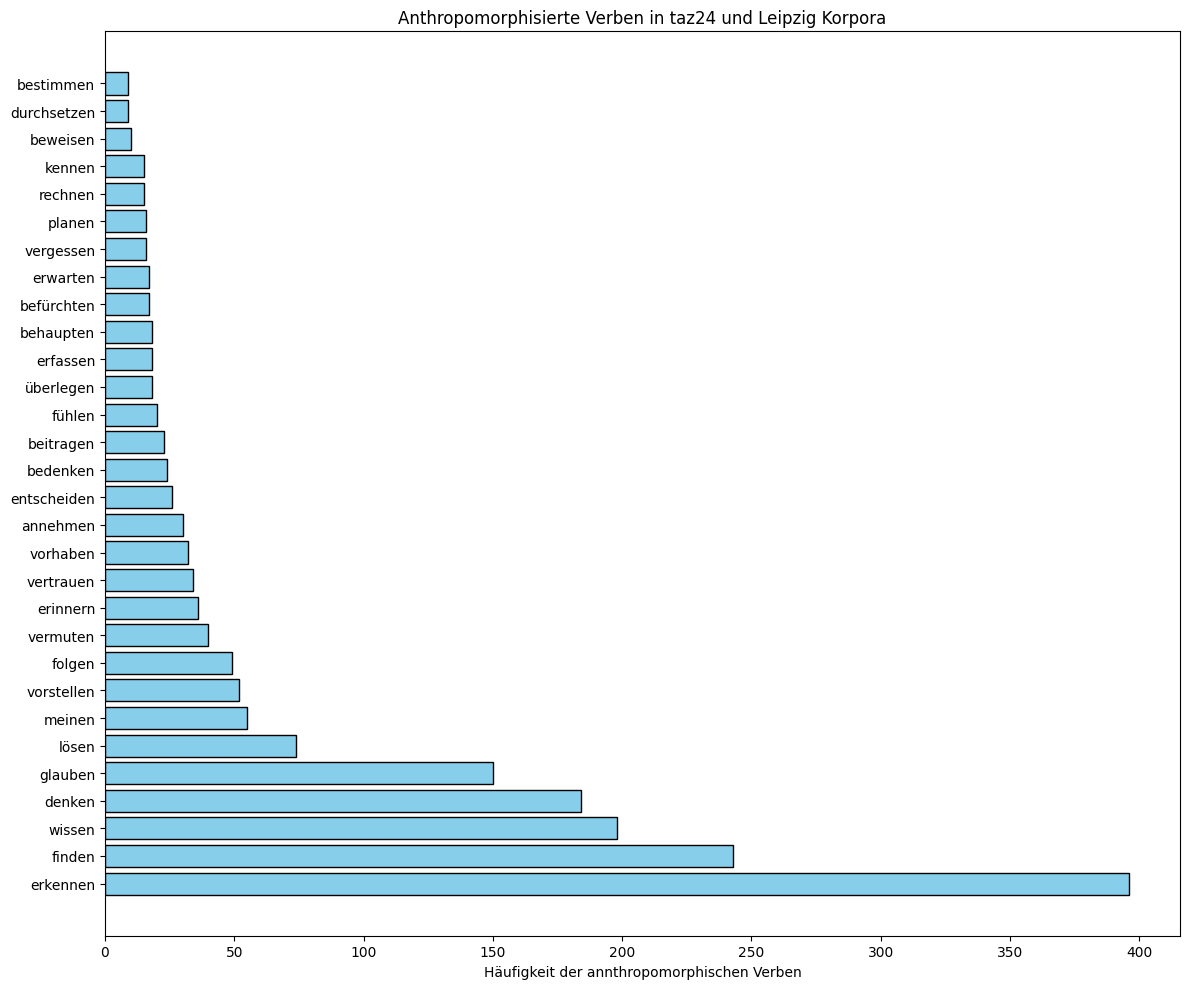 Anthropomorphisierte Verben in taz24 und Leipzig Korpora
bestimmen
durchsetzen
beweisen
kennen
rechnen
planen
vergessen
erwarten
befürchten
behaupten
erfassen
überlegen
fühlen
beitragen
bedenken
entscheiden
annehmen
vorhaben
vertrauen
erinnern
vermuten
folgen
vorstellen
meinen
lösen
glauben
denken
wissen
finden
erkennen
0 50 100 150 200 250 300 350 400
Häufigkeit der annthropomorphischen Verben